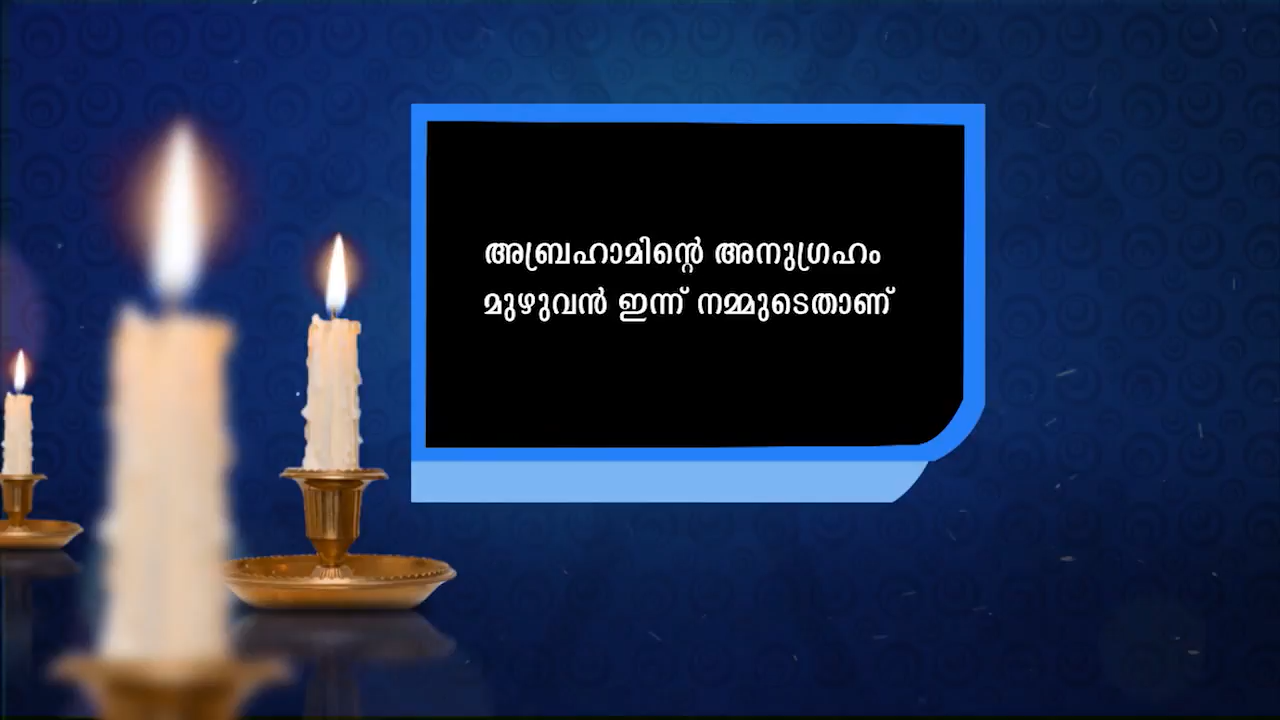 അബ്രഹാമിന്റെ അനുഗ്രഹം
മുഴുവൻ ഇന്ന് നമ്മുടെതാണ്